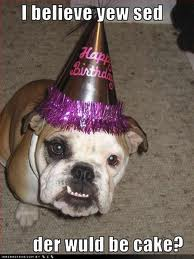 I believe yew sed
Happy
Birthday
der wuld be cake?